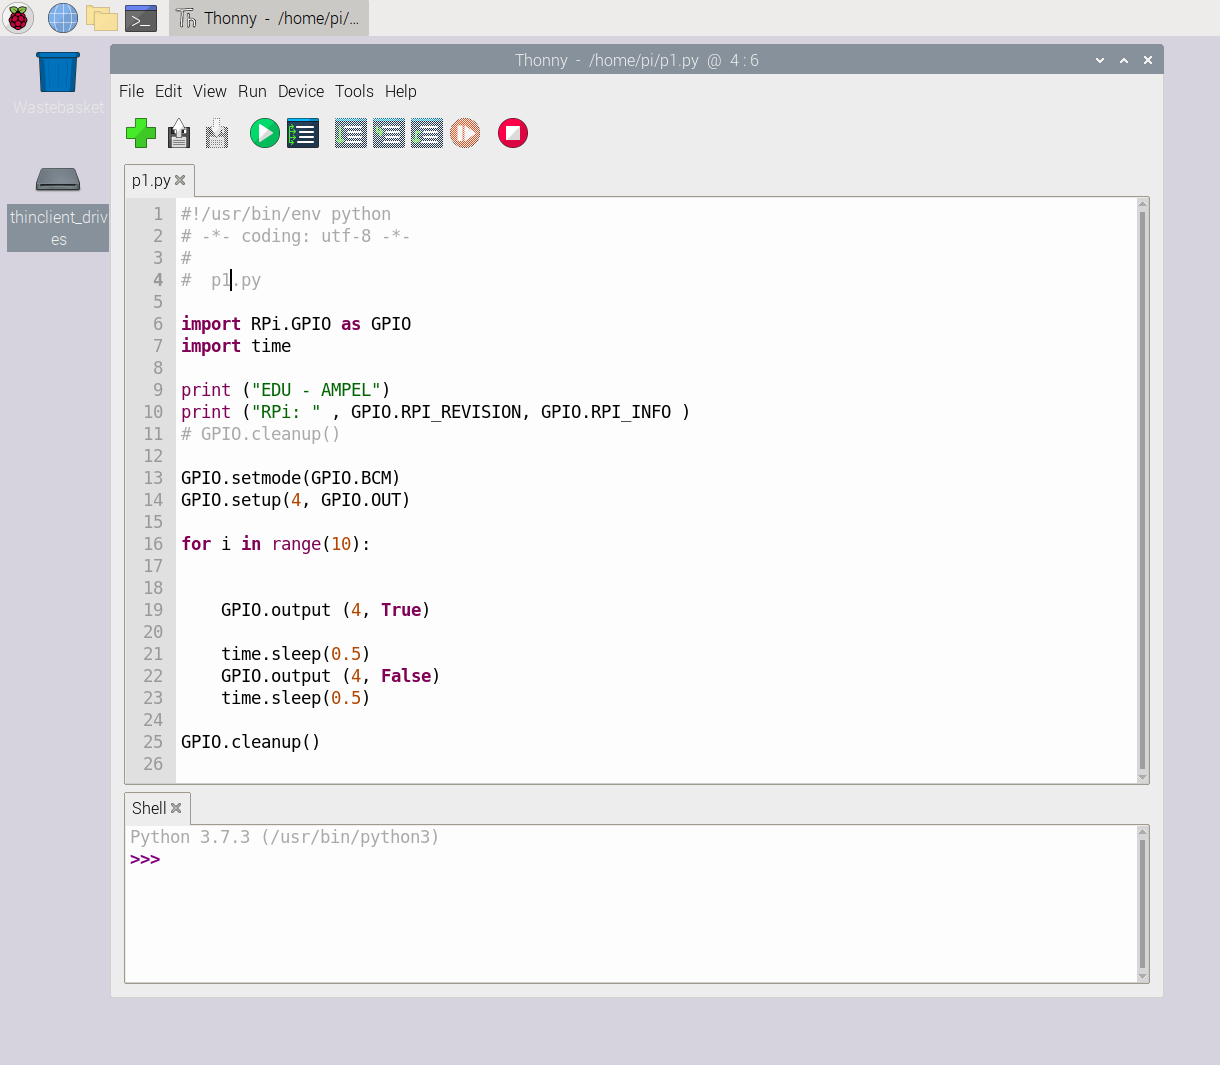 Thonny - /home/pi/...
Wastebasket
thinclient_driv
es
Thonny - /home/pi/p1.py @ 4 : 6
File Edit View Run Device Tools Help
p1.py
1 #!/usr/bin/env python
2 # -*- coding: utf-8 -*-
3 #
4 #  p1.py
5
6 import RPi.GPIO as GPIO
7 import time
8
9 print ("EDU - AMPEL")
10 print ("RPi: " , GPIO.RPI_REVISION, GPIO.RPI_INFO )
11 # GPIO.cleanup()
12
13 GPIO.setmode(GPIO.BCM)
14 GPIO.setup(4, GPIO.OUT)
15
16 for i in range(10):
17
18
19     GPIO.output (4, True)
20
21     time.sleep(0.5)
22     GPIO.output (4, False)
23     time.sleep(0.5)
24
25 GPIO.cleanup()
26
Shell
Python 3.7.3 (/usr/bin/python3)
>>>